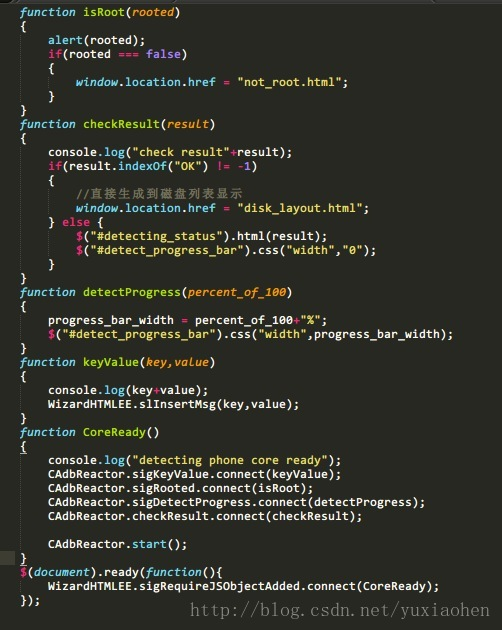 function isRoot(rooted)
{
    alert(rooted);
    if(rooted === false)
    {
        window.location.href = "not_root.html";
    }
}
function checkResult(result)
{
    console.log("check result"+result);
    if(result.indexOf("OK") != -1)
    {
        //直接生成到磁盘列表显示
        window.location.href = "disk_layout.html";
    } else {
        $("#detecting_status").html(result);
        $("#detect_progress_bar").css("width","0");
    }
}
function detectProgress(percent_of_100)
{
    progress_bar_width = percent_of_100+"%";
    $("#detect_progress_bar").css("width",progress_bar_width);
}
function keyValue(key,value)
{
    console.log(key+value);
    WizardHTMLEE.slInsertMsg(key,value);
}
function CoreReady()
{
    console.log("detecting phone core ready");
    CAdbReactor.sigKeyValue.connect(keyValue);
    CAdbReactor.sigRooted.connect(isRoot);
    CAdbReactor.sigDetectProgress.connect(detectProgress);
    CAdbReactor.checkResult.connect(checkResult);

    CAdbReactor.start();
}
$(document).ready(function(){
    WizardHTMLEE.sigRequireJSObjectAdded.connect(CoreReady);
});
http://blog.csdn.net/yuxiaohen